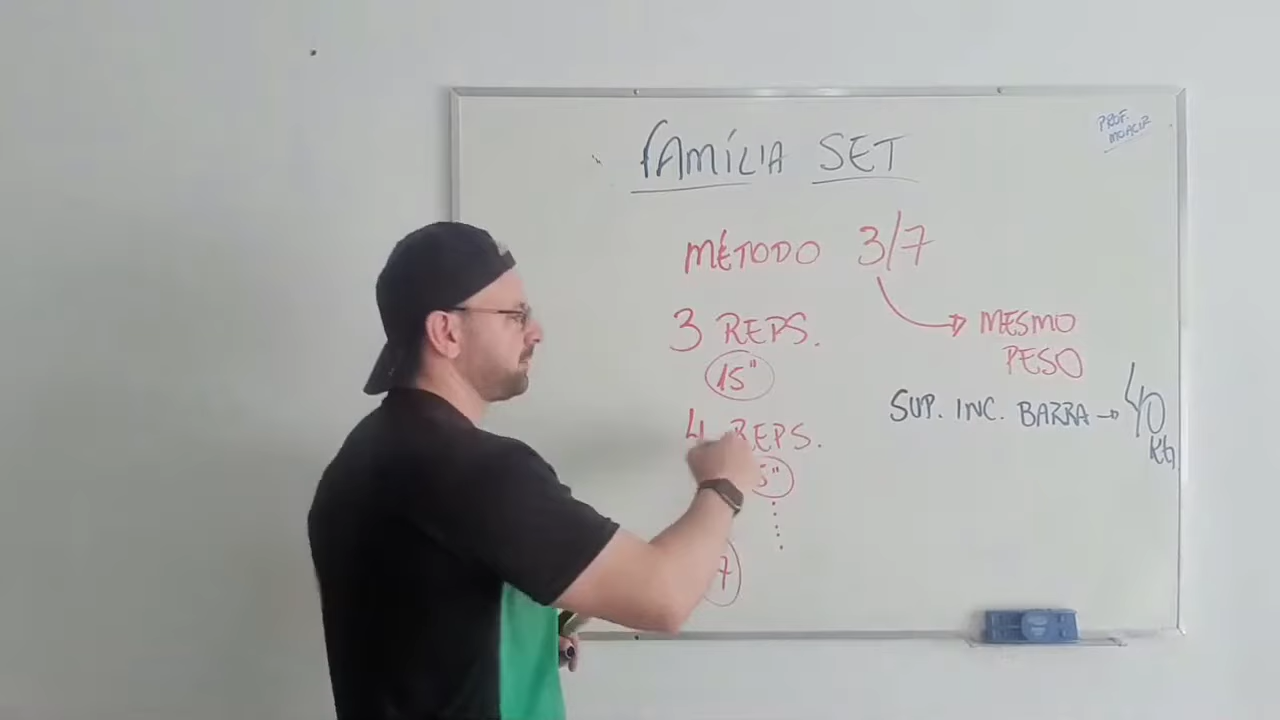 PROF.
MOACIR
FAMÍLIA SET
MÉTODO 3/7
3 REPS.
15"
MESMO
PESO
SUP. INC. BARRA → 40
KG
4 REPS.
5"
7